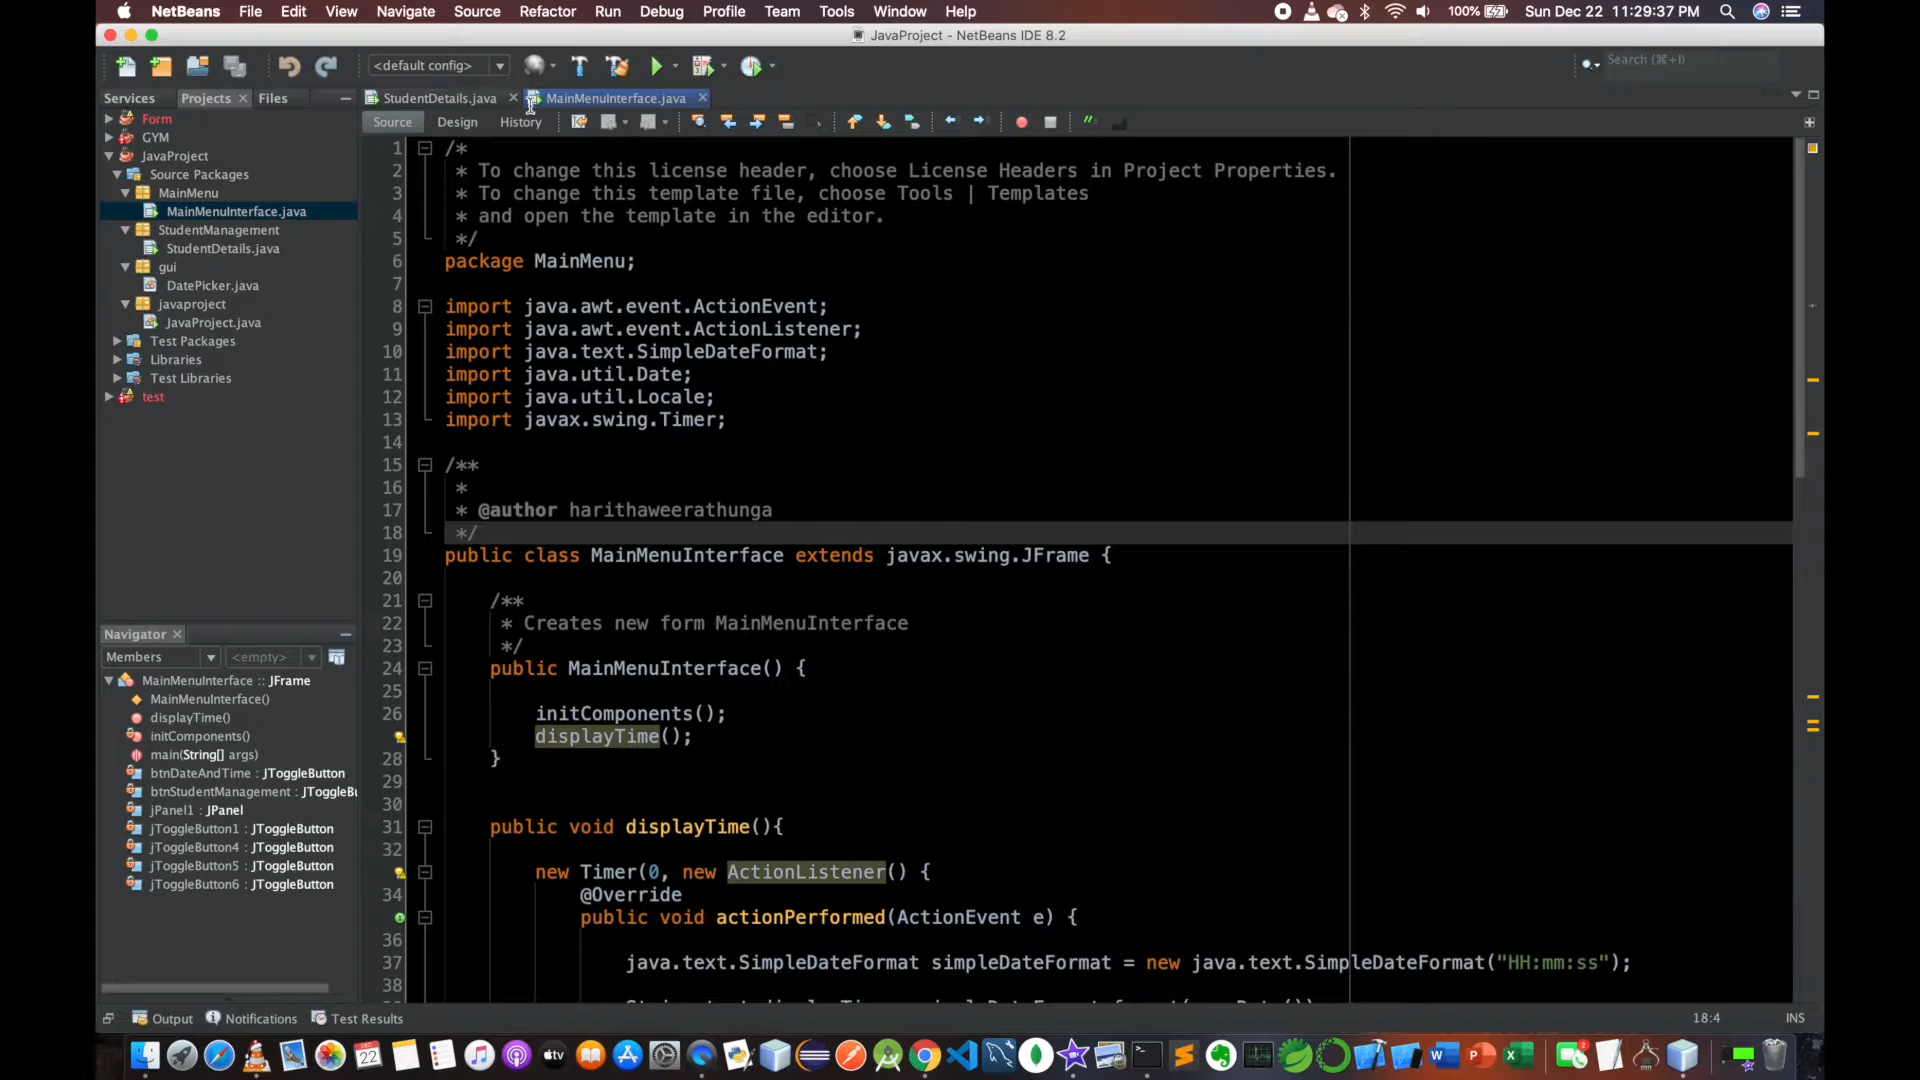 NetBeans File Edit View Navigate Source Refactor Run Debug Profile Team Tools Window Help 100% Sun Dec 22 11:29:37 PM
JavaProject - NetBeans IDE 8.2
<default config> Search (⌘+I)
Services Projects Files
StudentDetails.java MainMenuInterface.java
Source Design History
Form
GYM
JavaProject
Source Packages
MainMenu
MainMenuInterface.java
StudentManagement
StudentDetails.java
gui
DatePicker.java
javaproject
JavaProject.java
Test Packages
Libraries
Test Libraries
test
Navigator
Members <empty>
MainMenuInterface :: JFrame
MainMenuInterface()
displayTime()
initComponents()
main(String[] args)
btnDateAndTime : JToggleButton
btnStudentManagement : JToggleBu
jPanel1 : JPanel
jToggleButton1 : JToggleButton
jToggleButton4 : JToggleButton
jToggleButton5 : JToggleButton
jToggleButton6 : JToggleButton
1 /*
2 * To change this license header, choose License Headers in Project Properties.
3 * To change this template file, choose Tools | Templates
4 * and open the template in the editor.
5 */
6 package MainMenu;
7
8 import java.awt.event.ActionEvent;
9 import java.awt.event.ActionListener;
10 import java.text.SimpleDateFormat;
11 import java.util.Date;
12 import java.util.Locale;
13 import javax.swing.Timer;
14
15 /**
16 *
17 * @author harithaweerathunga
18 */
19 public class MainMenuInterface extends javax.swing.JFrame {
20
21 /**
22 * Creates new form MainMenuInterface
23 */
24 public MainMenuInterface() {
25
26 initComponents();
displayTime();
28 }
29
30
31 public void displayTime(){
32
new Timer(0, new ActionListener() {
34 @Override
public void actionPerformed(ActionEvent e) {
36
37 java.text.SimpleDateFormat simpleDateFormat = new java.text.SimpleDateFormat("HH:mm:ss");
38
Output Notifications Test Results 18:4 INS